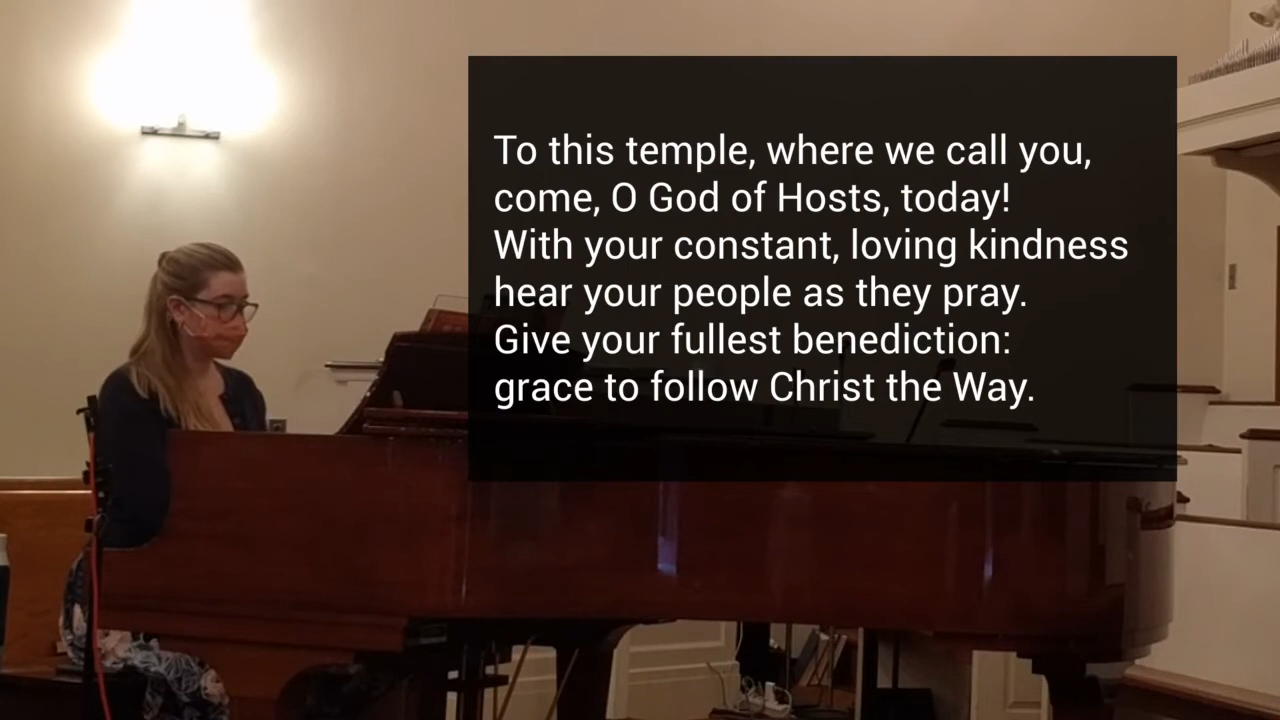 To this temple, where we call you,
come, O God of Hosts, today!
With your constant, loving kindness
hear your people as they pray.
Give your fullest benediction:
grace to follow Christ the Way.